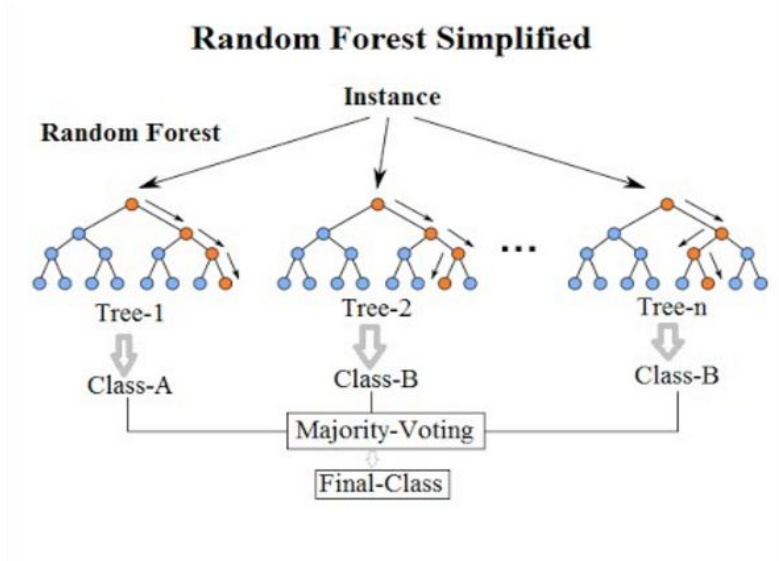 Random Forest Simplified
Instance
Random Forest
...
Tree-1
Tree-2
Tree-n
Class-A
Class-B
Class-B
Majority-Voting
Final-Class